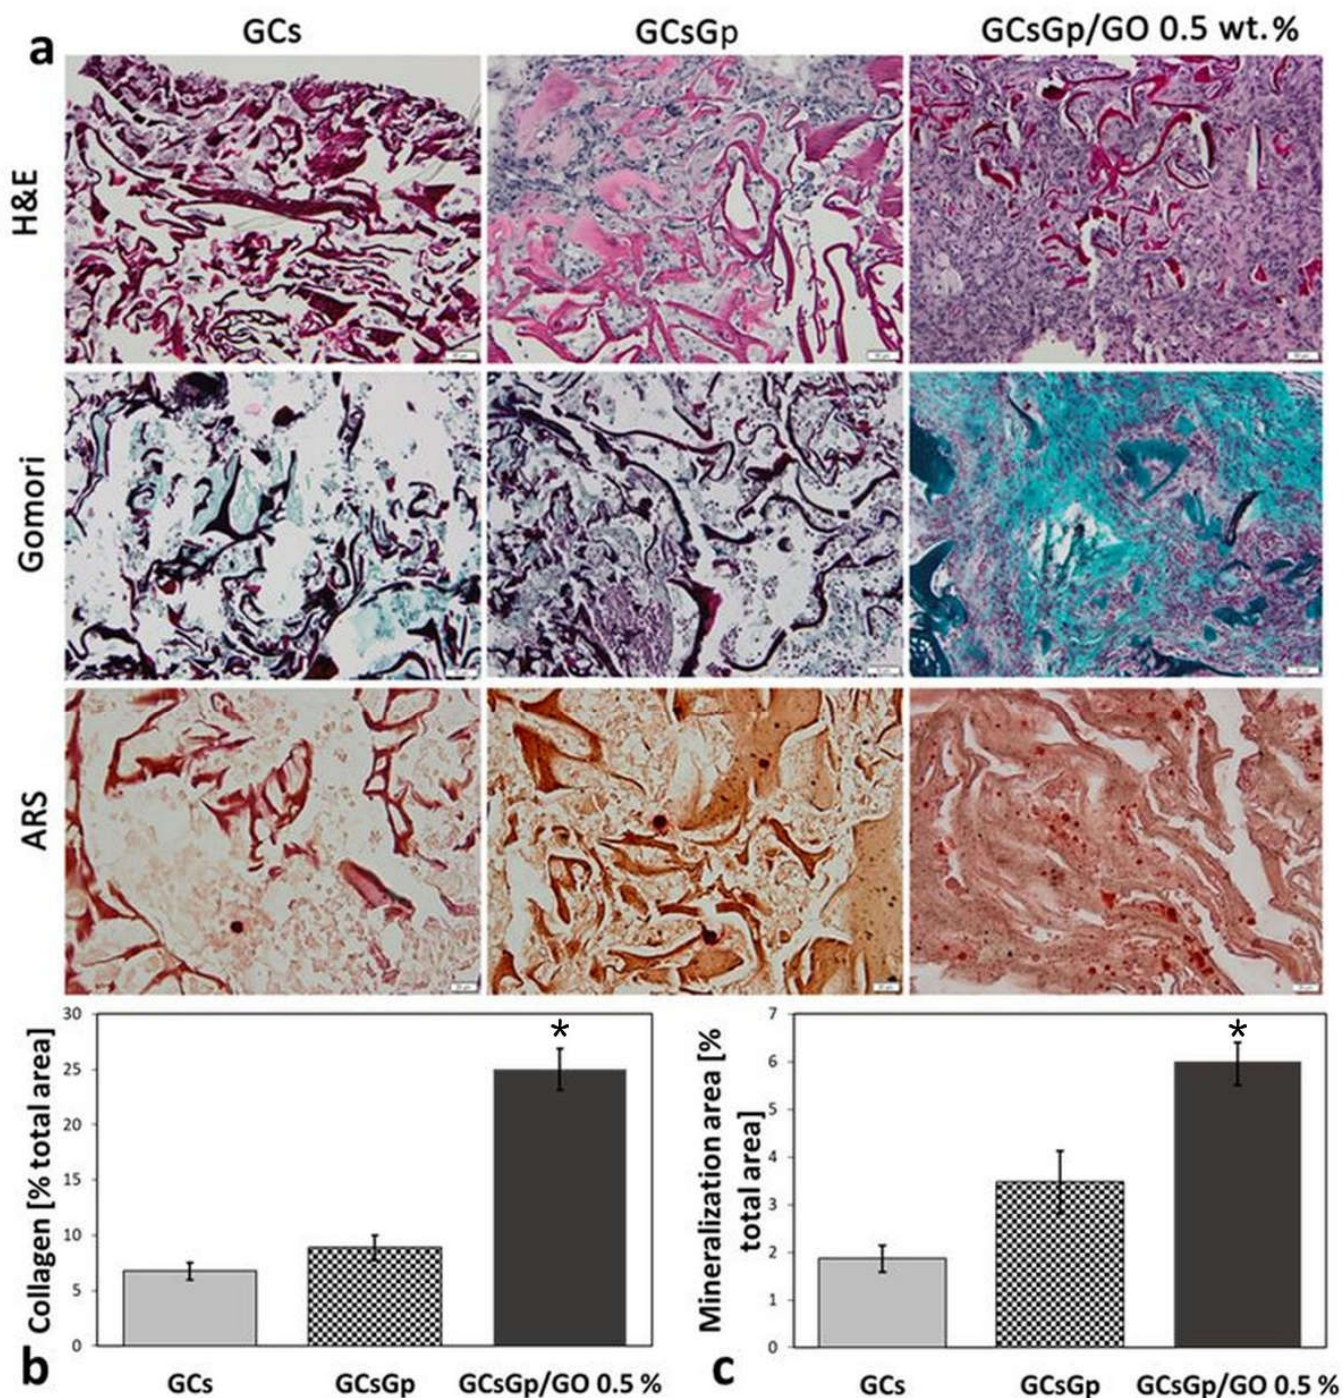 a
GCs
GCsGp
GCsGp/GO 0.5 wt.%
H&E
Gomori
ARS
Collagen [% total area]
30
25
20
15
10
5
0
*
GCs
GCsGp
GCsGp/GO 0.5 %
b
Mineralization area [%
total area]
7
6
5
4
3
2
1
0
*
GCs
GCsGp
GCsGp/GO 0.5 %
c